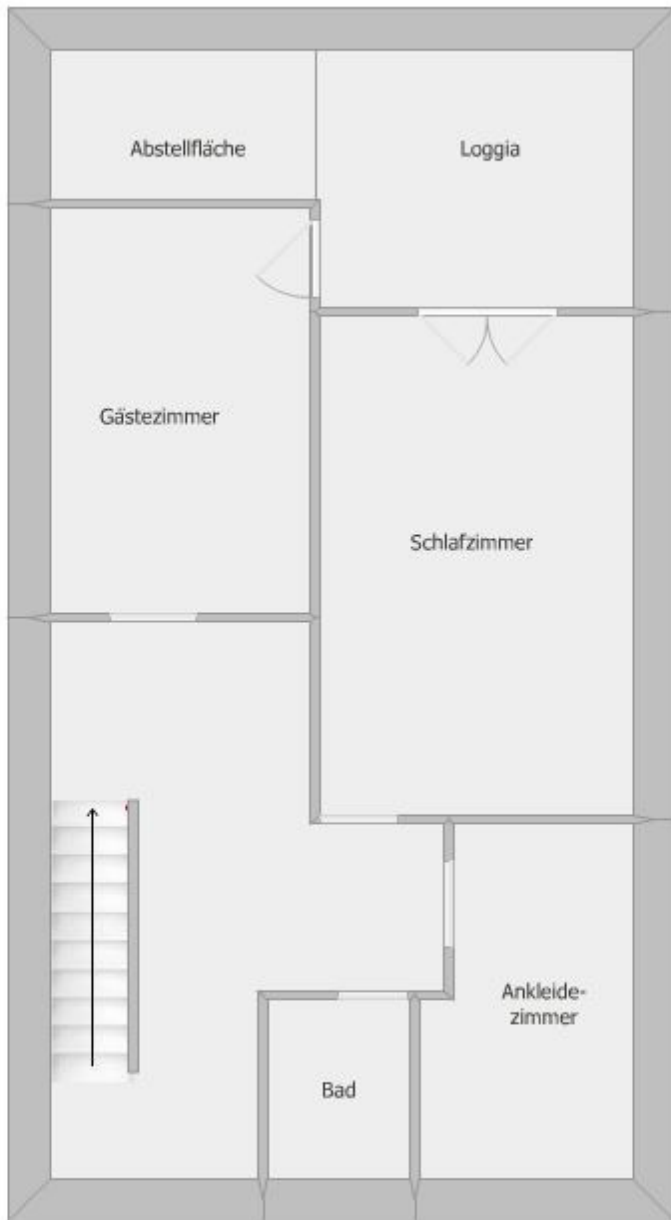 Abstellfläche
Loggia
Gästezimmer
Schlafzimmer
Ankleide-
zimmer
Bad